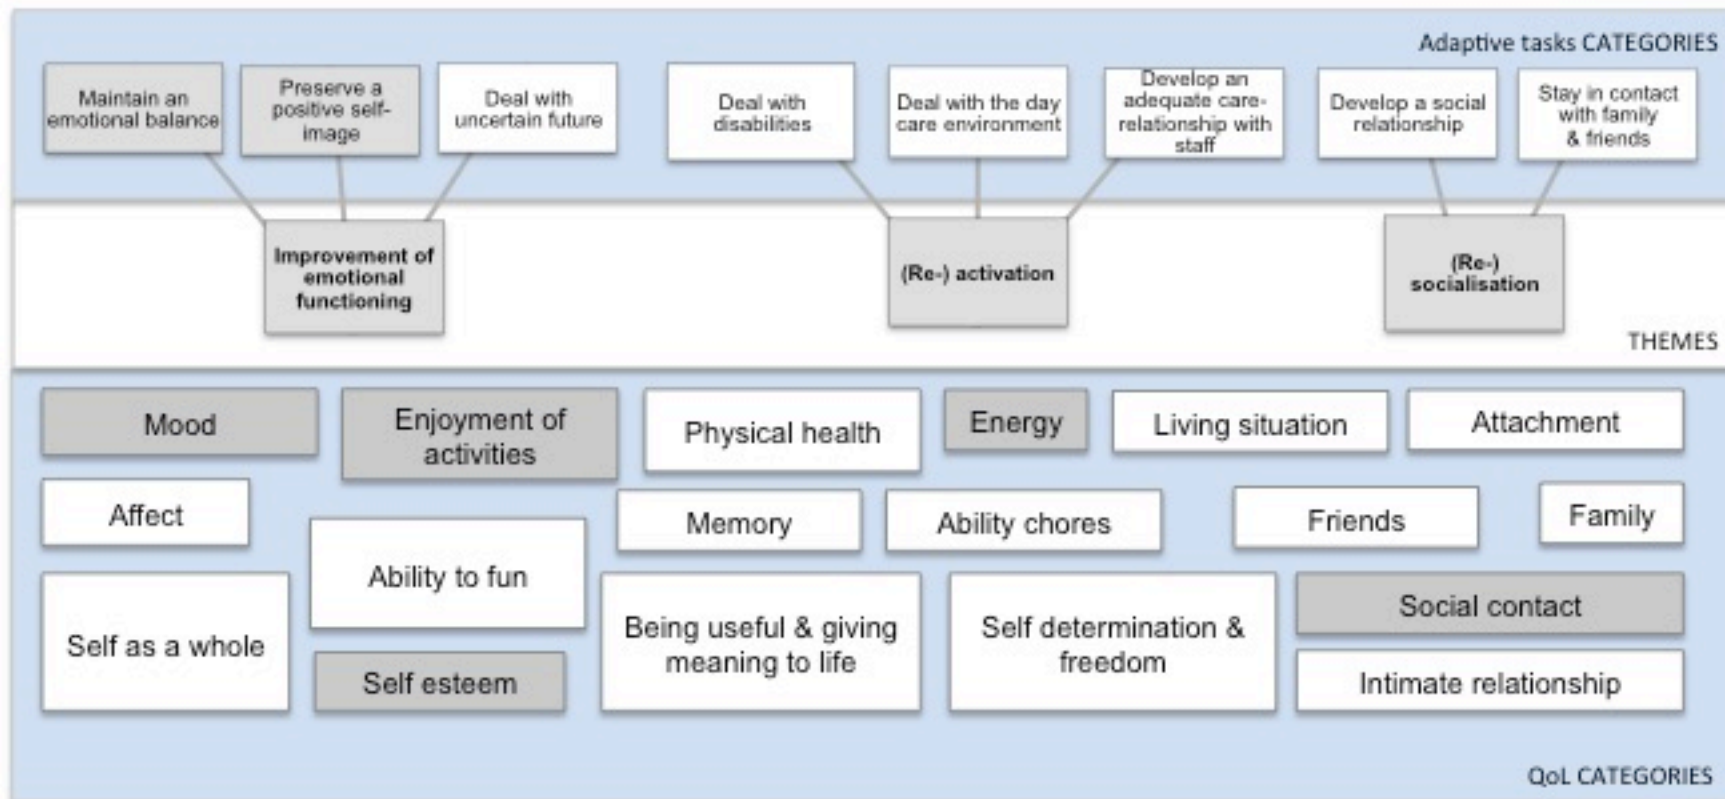 Adaptive tasks CATEGORIES
Maintain an
emotional balance
Preserve a
positive self-
image
Deal with
uncertain future
Deal with
disabilities
Deal with the day
care environment
Develop an
adequate care-
relationship with
staff
Develop a social
relationship
Stay in contact
with family
& friends
Improvement of
emotional
functioning
(Re-) activation
(Re-)
socialisation
THEMES
Mood
Enjoyment of
activities
Physical health
Energy
Living situation
Attachment
Affect
Ability to fun
Memory
Ability chores
Friends
Family
Self as a whole
Self esteem
Being useful & giving
meaning to life
Self determination &
freedom
Social contact
Intimate relationship
QoL CATEGORIES